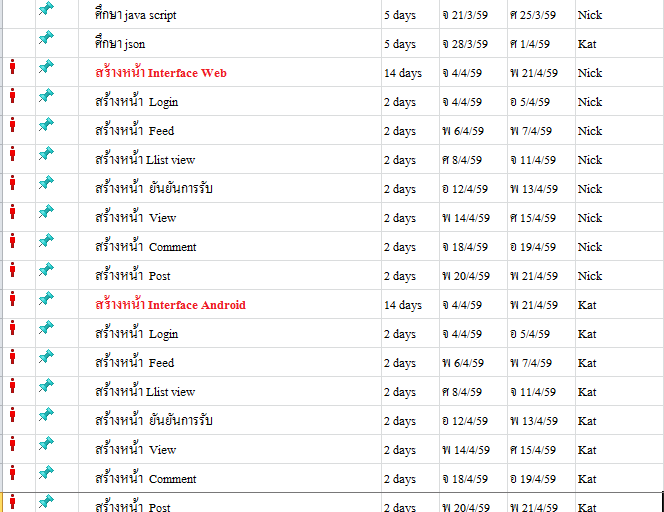 ศึกษา java script 5 days จ 21/3/59 ศ 25/3/59 Nick
ศึกษา json 5 days จ 28/3/59 ศ 1/4/59 Kat
สร้างหน้า Interface Web 14 days จ 4/4/59 พ 21/4/59 Nick
สร้างหน้า Login 2 days จ 4/4/59 อ 5/4/59 Nick
สร้างหน้า Feed 2 days พ 6/4/59 พ 7/4/59 Nick
สร้างหน้า Llist view 2 days ศ 8/4/59 จ 11/4/59 Nick
สร้างหน้า ยันยันการรับ 2 days อ 12/4/59 พ 13/4/59 Nick
สร้างหน้า View 2 days พ 14/4/59 ศ 15/4/59 Nick
สร้างหน้า Comment 2 days จ 18/4/59 อ 19/4/59 Nick
สร้างหน้า Post 2 days พ 20/4/59 พ 21/4/59 Nick
สร้างหน้า Interface Android 14 days จ 4/4/59 พ 21/4/59 Kat
สร้างหน้า Login 2 days จ 4/4/59 อ 5/4/59 Kat
สร้างหน้า Feed 2 days พ 6/4/59 พ 7/4/59 Kat
สร้างหน้า Llist view 2 days ศ 8/4/59 จ 11/4/59 Kat
สร้างหน้า ยันยันการรับ 2 days อ 12/4/59 พ 13/4/59 Kat
สร้างหน้า View 2 days พ 14/4/59 ศ 15/4/59 Kat
สร้างหน้า Comment 2 days จ 18/4/59 อ 19/4/59 Kat
สร้างหน้า Post 2 days พ 20/4/59 พ 21/4/59 Kat